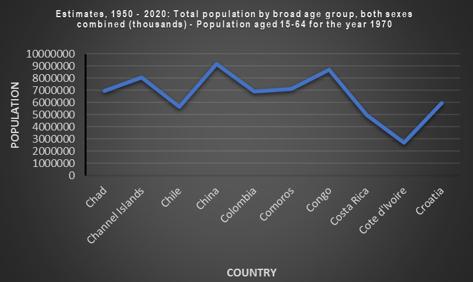 Estimates, 1950 - 2020: Total population by broad age group, both sexes
combined (thousands) - Population aged 15-64 for the year 1970
POPULATION
10000000
9000000
8000000
7000000
6000000
5000000
4000000
3000000
2000000
1000000
0
Chad
Channel Islands
Chile
China
Colombia
Comoros
Congo
Costa Rica
Cote d'Ivoire
Croatia
COUNTRY